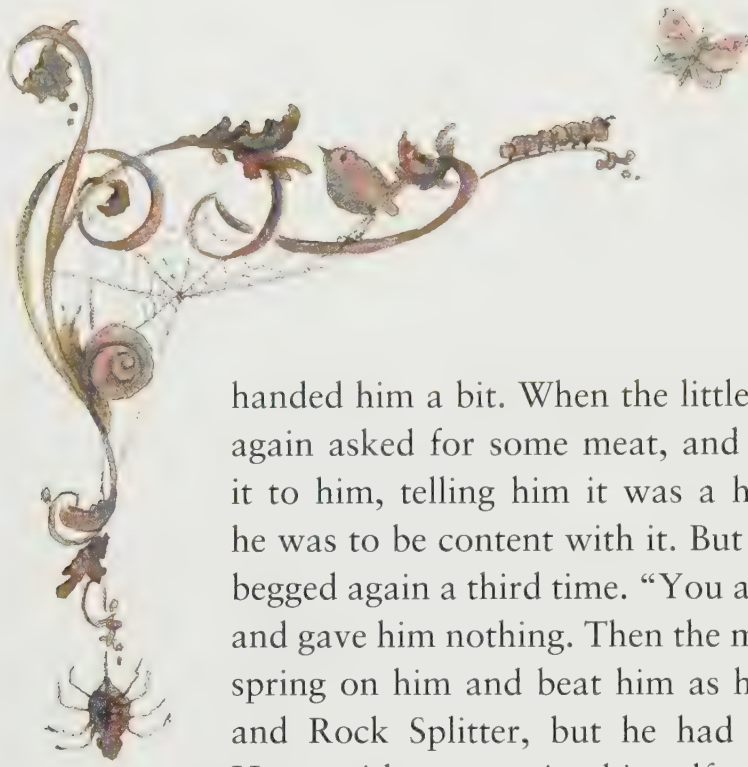 handed him a bit. When the little
again asked for some meat, and
it to him, telling him it was a h
he was to be content with it. But
begged again a third time. “You a
and gave him nothing. Then the m
spring on him and beat him as h
and Rock Splitter, but he had